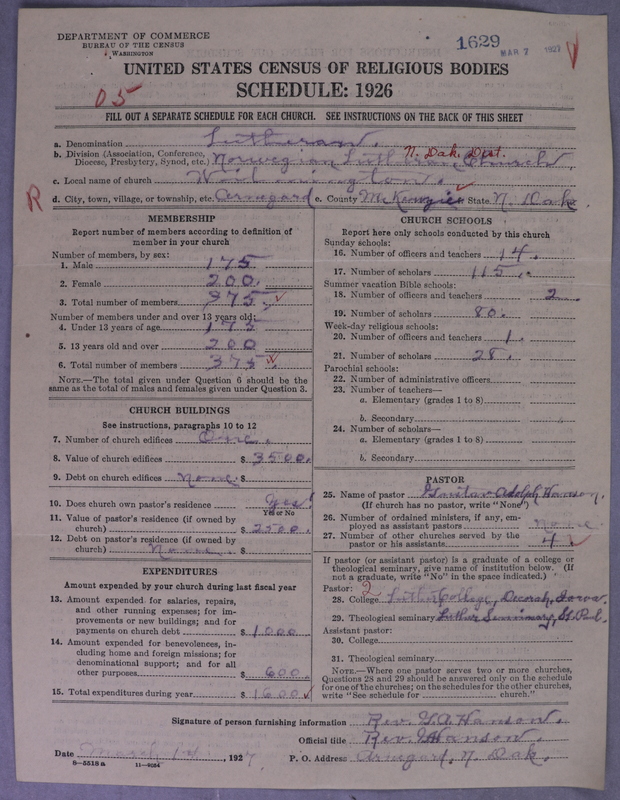 DEPARTMENT OF COMMERCE
BUREAU OF THE CENSUS
WASHINGTON
1629
MAR 7 1927
UNITED STATES CENSUS OF RELIGIOUS BODIES
SCHEDULE: 1926
05
FILL OUT A SEPARATE SCHEDULE FOR EACH CHURCH. SEE INSTRUCTIONS ON THE BACK OF THIS SHEET
a. Denomination Lutheran.
N. Dak. Dist.
b. Division (Association, Conference, Diocese, Presbytery, Synod, etc.) Norwegian Lutheran Church
c. Local name of church Wilmington.
R
d. City, town, village, or township, etc. Arnegard e. County McKenzie State N. Dak
MEMBERSHIP
Report number of members according to definition of
member in your church
Number of members, by sex:
1. Male 175
2. Female 200.
3. Total number of members 375.
Number of members under and over 13 years old:
4. Under 13 years of age 175
5. 13 years old and over 200
6. Total number of members 375.
NOTE.—The total given under Question 6 should be the
same as the total of males and females given under Question 3.
CHURCH BUILDINGS
See instructions, paragraphs 10 to 12
7. Number of church edifices One.
8. Value of church edifices $ 3500.
9. Debt on church edifices None. $
10. Does church own pastor's residence Yes!
Yes or No
11. Value of pastor's residence (if owned by
church) $ 2500.
12. Debt on pastor's residence (if owned by
church) None. $
EXPENDITURES
Amount expended by your church during last fiscal year
13. Amount expended for salaries, repairs,
and other running expenses; for im-
provements or new buildings; and for
payments on church debt $ 1000
14. Amount expended for benevolences, in-
cluding home and foreign missions; for
denominational support; and for all
other purposes $ 600.
15. Total expenditures during year $ 1600
CHURCH SCHOOLS
Report here only schools conducted by this church
Sunday schools:
16. Number of officers and teachers 14.
17. Number of scholars 115.
Summer vacation Bible schools:
18. Number of officers and teachers 2
19. Number of scholars 80.
Week-day religious schools:
20. Number of officers and teachers 1.
21. Number of scholars 28.
Parochial schools:
22. Number of administrative officers
23. Number of teachers—
a. Elementary (grades 1 to 8)
b. Secondary
24. Number of scholars—
a. Elementary (grades 1 to 8)
b. Secondary
PASTOR
25. Name of pastor Gustav Adolph Hanson.
(If church has no pastor, write "None")
26. Number of ordained ministers, if any, em-
ployed as assistant pastors None.
27. Number of other churches served by the
pastor or his assistants 4
If pastor (or assistant pastor) is a graduate of a college or
theological seminary, give name of institution below. (If
not a graduate, write "No" in the space indicated.)
Pastor: 2
28. College Luther College, Decorah, Iowa.
29. Theological seminary Luther Seminary, St. Paul.
Assistant pastor:
30. College
31. Theological seminary
NOTE.—Where one pastor serves two or more churches,
Questions 28 and 29 should be answered only on the schedule
for one of the churches; on the schedules for the other churches,
write "See schedule for ______ church."
Signature of person furnishing information Rev. G. A. Hanson.
Official title Rev. Hanson.
Date March 1st 1927 P. O. Address Arnegard, N. Dak.
8—5518a 11—9064